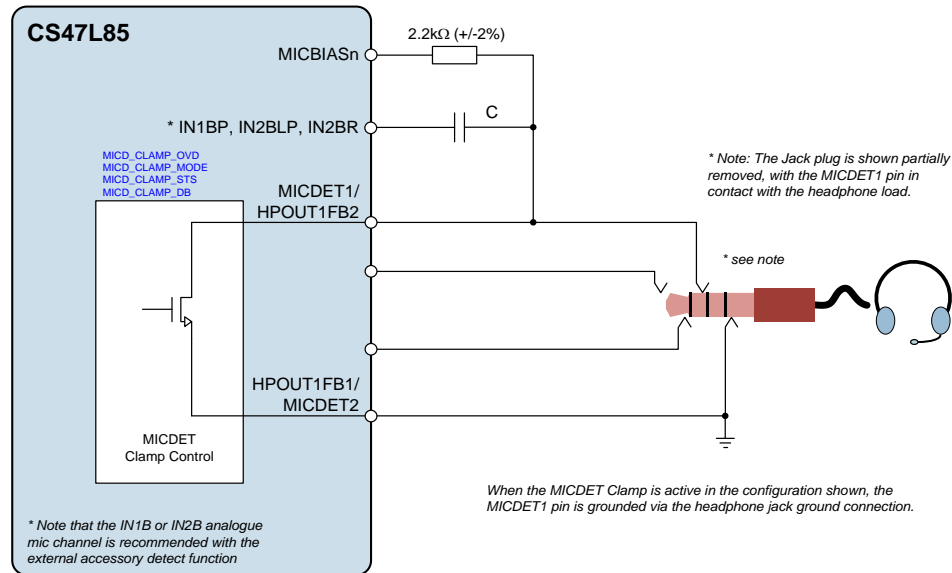 CS47L85
2.2kΩ (+/-2%)
MICBIASn
C
* IN1BP, IN2BLP, IN2BR
MICD_CLAMP_OVD
MICD_CLAMP_MODE
MICD_CLAMP_STS
MICD_CLAMP_DB
* Note: The Jack plug is shown partially
removed, with the MICDET1 pin in
contact with the headphone load.
MICDET1/
HPOUT1FB2
* see note
HPOUT1FB1/
MICDET2
MICDET
Clamp Control
When the MICDET Clamp is active in the configuration shown, the
MICDET1 pin is grounded via the headphone jack ground connection.
* Note that the IN1B or IN2B analogue
mic channel is recommended with the
external accessory detect function